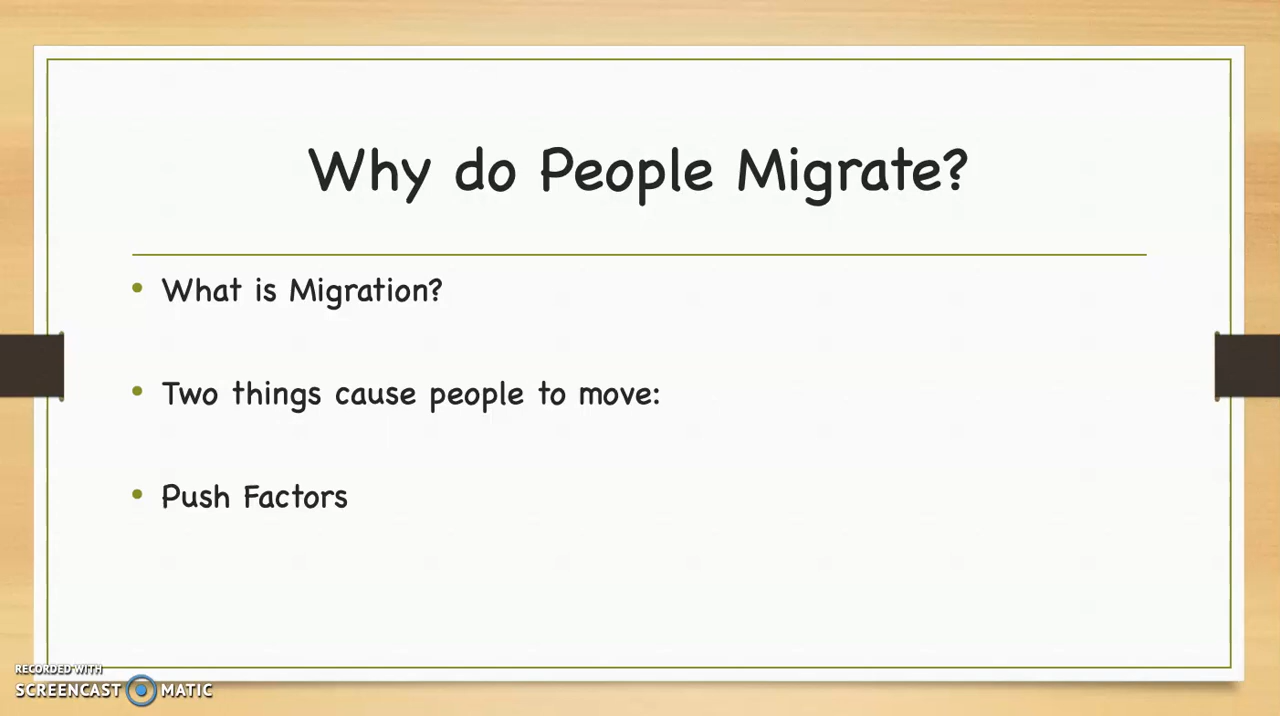 Why do People Migrate?
• What is Migration?
• Two things cause people to move:
• Push Factors
RECORDED WITH
SCREENCAST MATIC